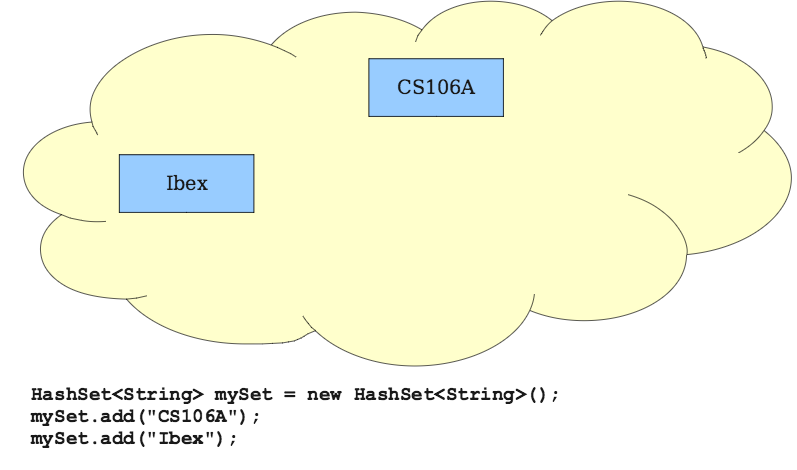 CS106A
Ibex
HashSet<String> mySet = new HashSet<String>();
mySet.add("CS106A");
mySet.add("Ibex");